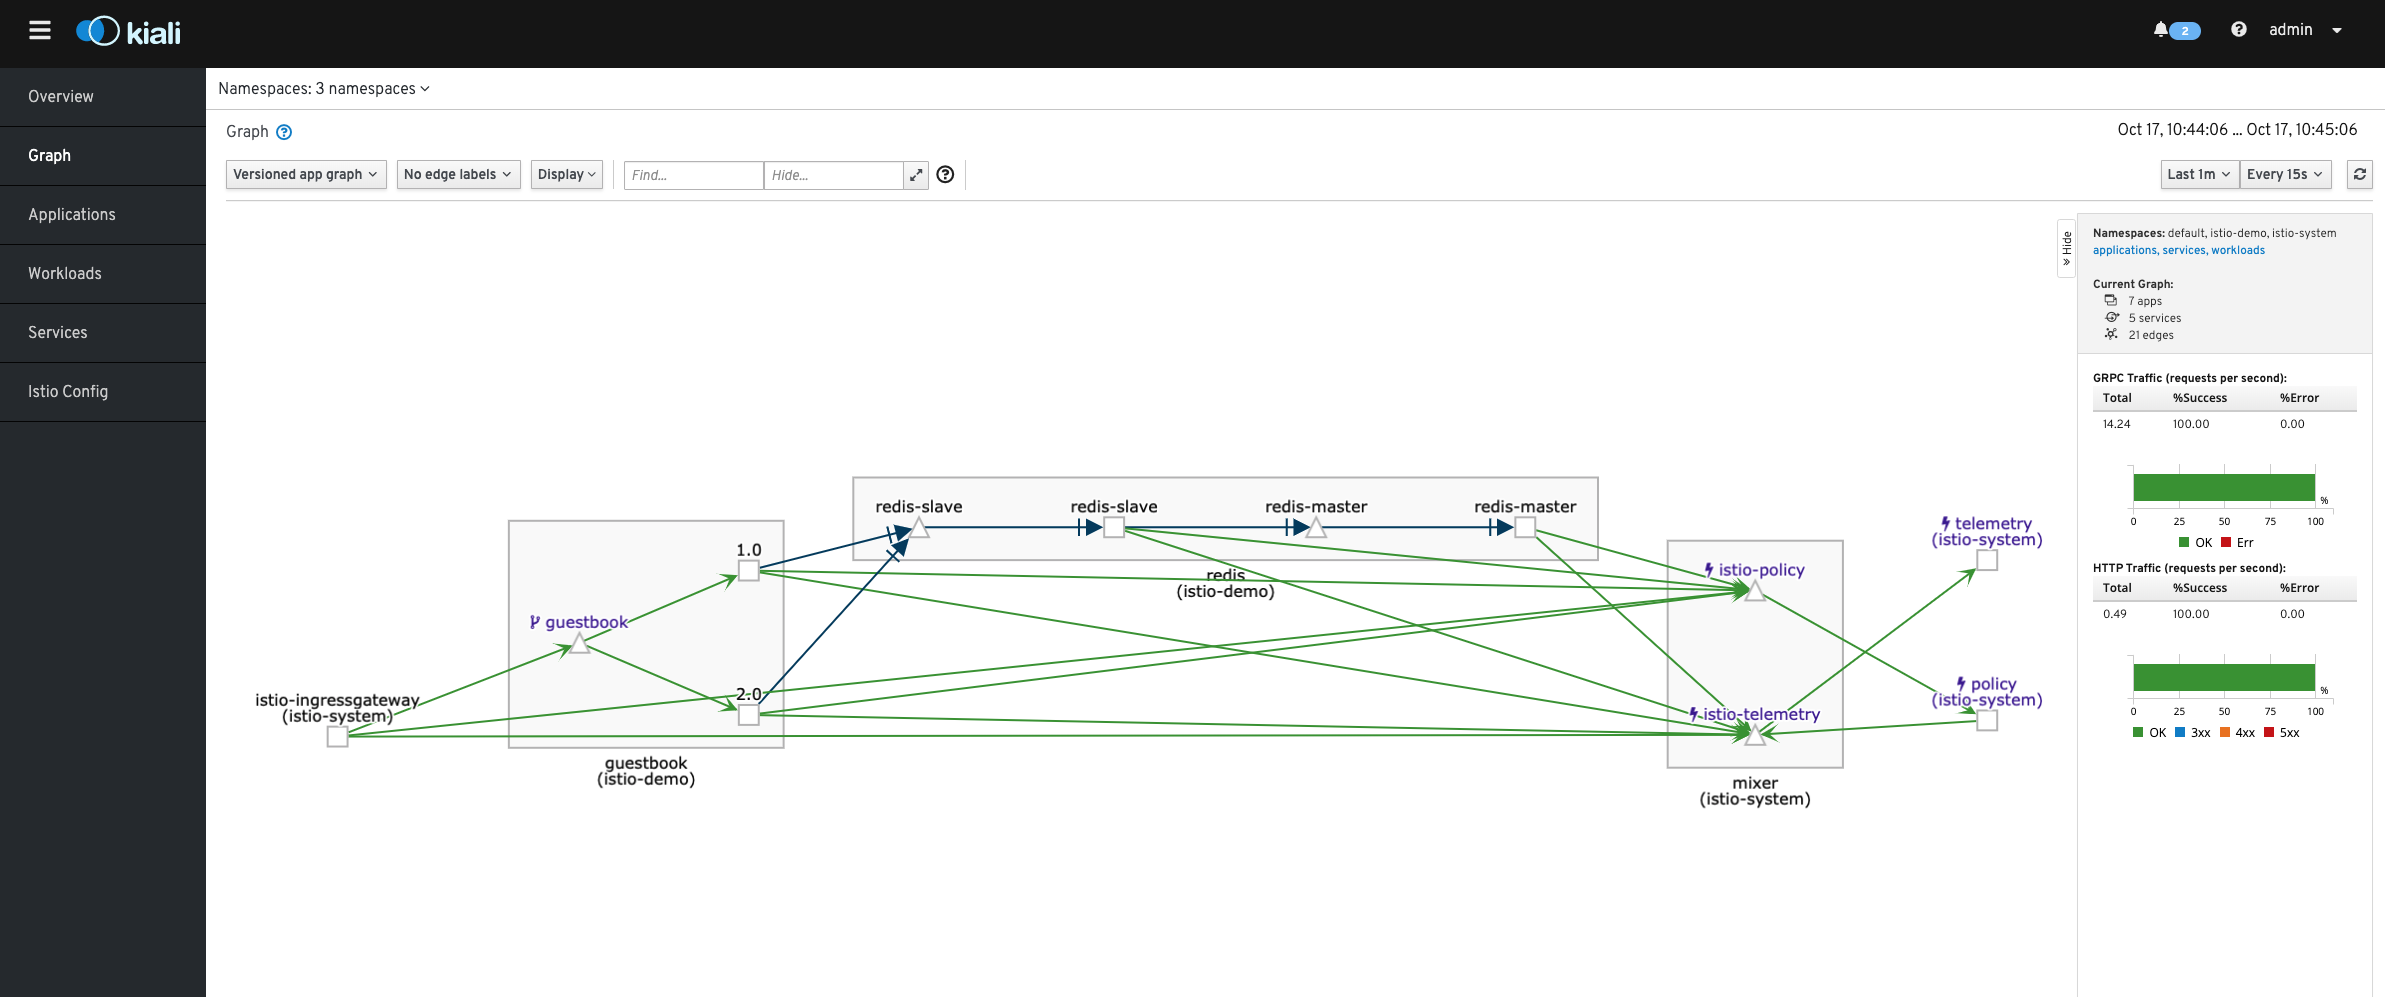 kiali
2
admin
Overview
Graph
Applications
Workloads
Services
Istio Config
Namespaces: 3 namespaces
Graph
Oct 17, 10:44:06 ... Oct 17, 10:45:06
Versioned app graph
No edge labels
Display
Find...
Hide...
Last 1m
Every 15s
redis-slave
redis-slave
redis-master
redis-master
redis
(istio-demo)
1.0
guestbook
2.0
guestbook
(istio-demo)
istio-ingressgateway
(istio-system)
istio-policy
istio-telemetry
mixer
(istio-system)
telemetry
(istio-system)
policy
(istio-system)
» Hide
Namespaces: default, istio-demo, istio-system
applications, services, workloads
Current Graph:
7 apps
5 services
21 edges
GRPC Traffic (requests per second):
Total %Success %Error
14.24 100.00 0.00
%
0 25 50 75 100
OK Err
HTTP Traffic (requests per second):
Total %Success %Error
0.49 100.00 0.00
%
0 25 50 75 100
OK 3xx 4xx 5xx